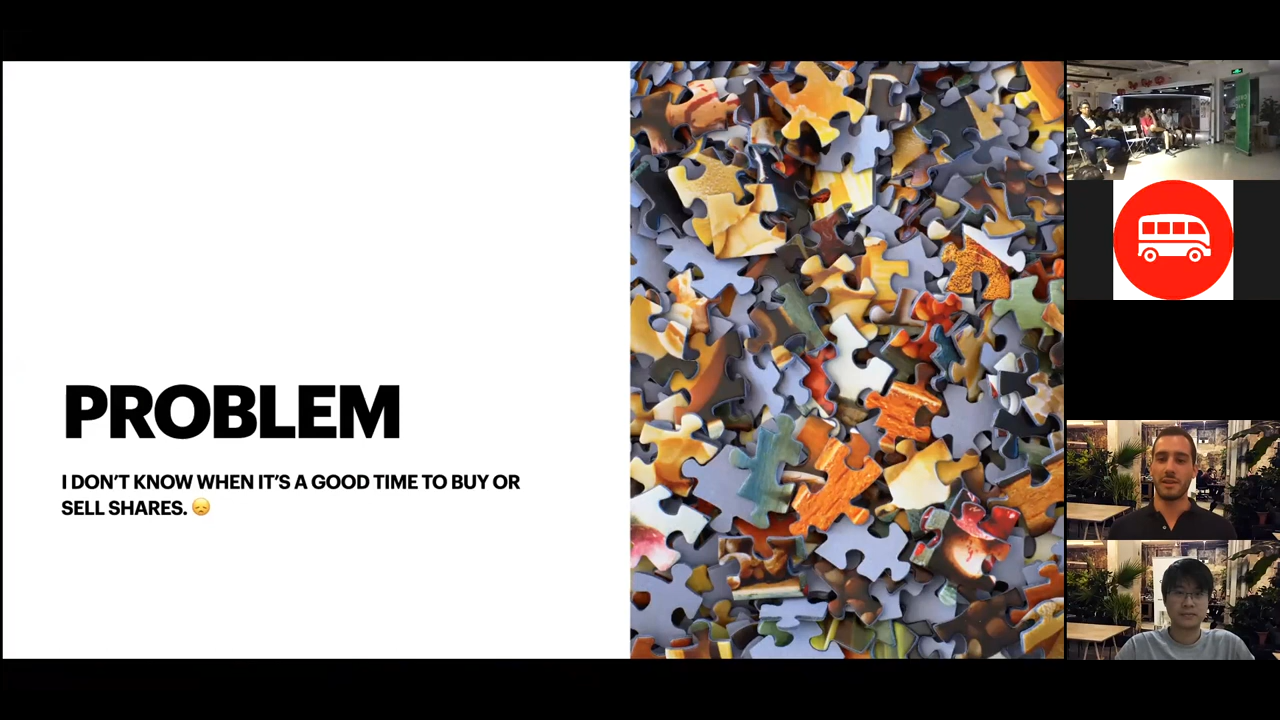 PROBLEM
I DON’T KNOW WHEN IT’S A GOOD TIME TO BUY OR
SELL SHARES. 😞